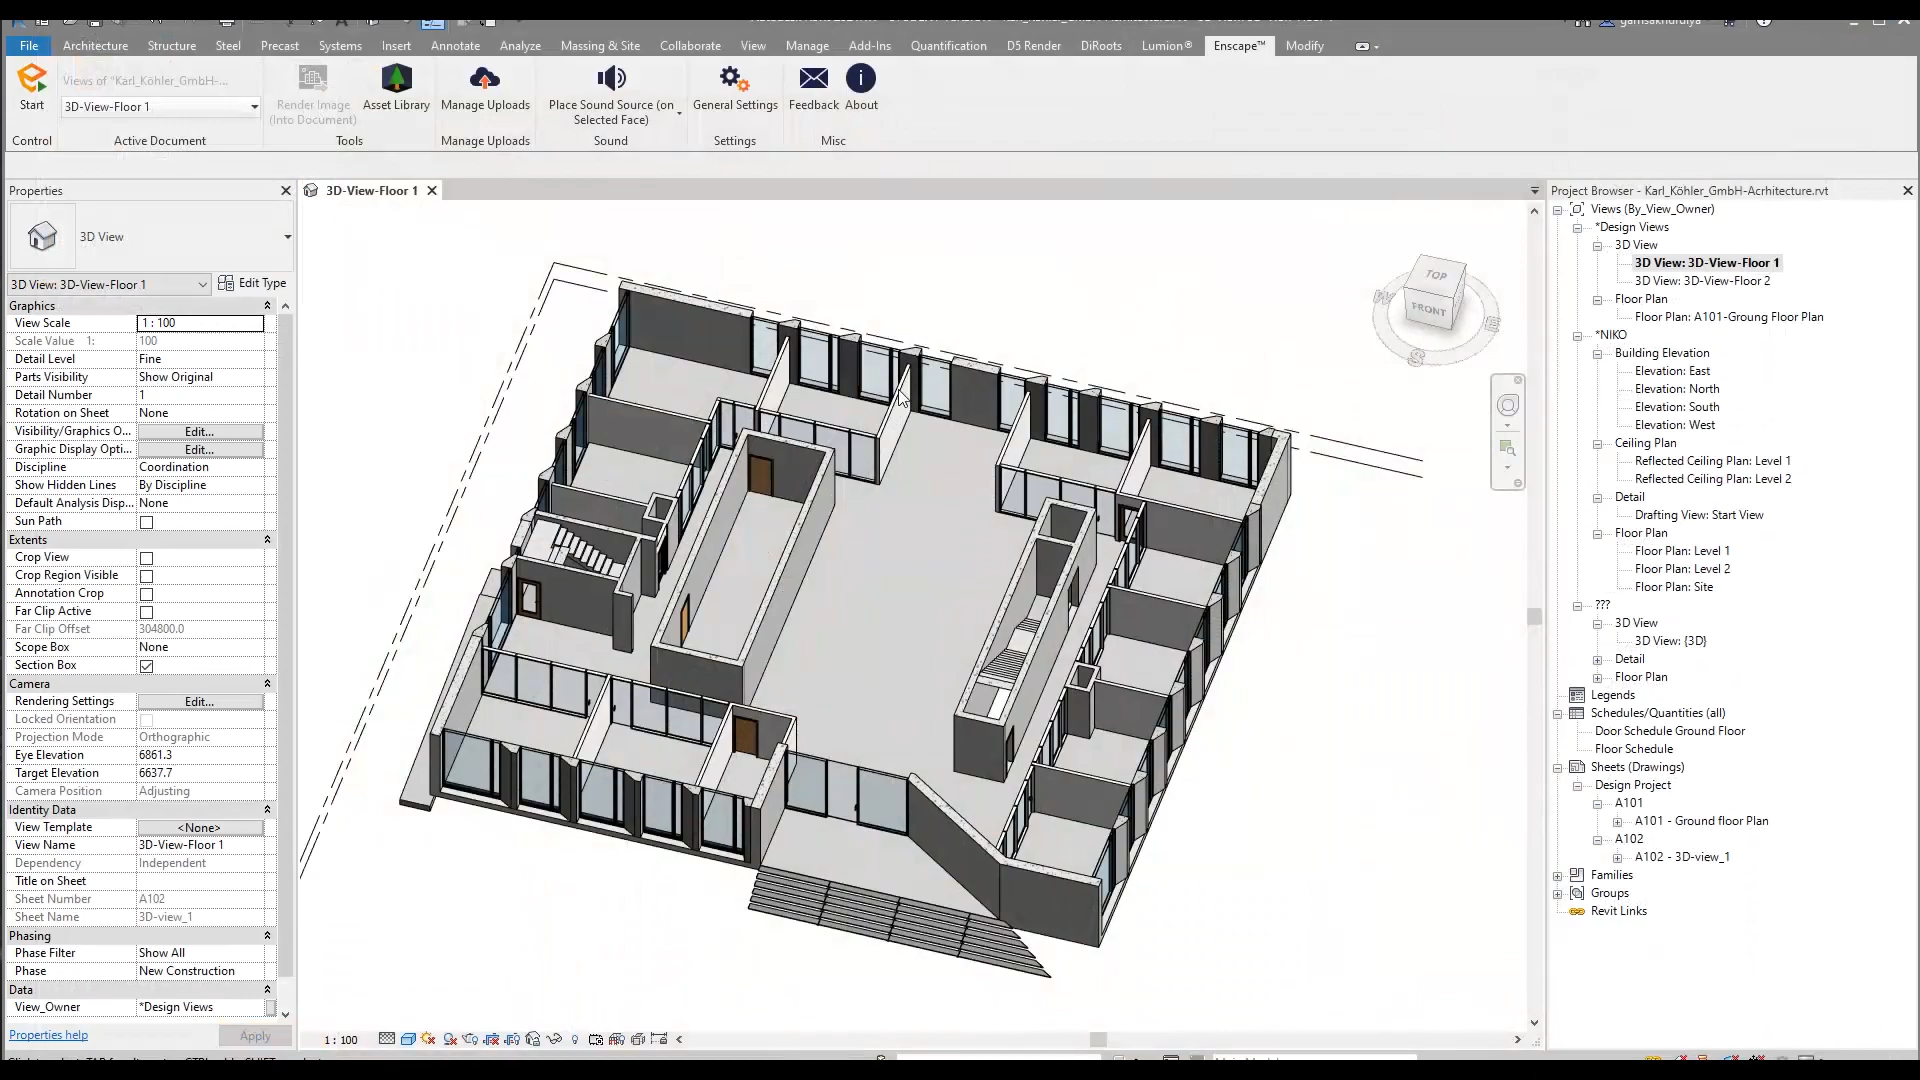 File Architecture Structure Steel Precast Systems Insert Annotate Analyze Massing & Site Collaborate View Manage Add-Ins Quantification D5 Render DiRoots Lumion® Enscape™ Modify
Views of "Karl_Köhler_GmbH-...
Start 3D-View-Floor 1 Render Image Asset Library Manage Uploads Place Sound Source (on General Settings Feedback About
(Into Document) Selected Face)
Control Active Document Tools Manage Uploads Sound Settings Misc
Properties
3D View
3D View: 3D-View-Floor 1 Edit Type
Graphics
View Scale 1 : 100
Scale Value 1: 100
Detail Level Fine
Parts Visibility Show Original
Detail Number 1
Rotation on Sheet None
Visibility/Graphics O... Edit...
Graphic Display Opti... Edit...
Discipline Coordination
Show Hidden Lines By Discipline
Default Analysis Disp... None
Sun Path
Extents
Crop View
Crop Region Visible
Annotation Crop
Far Clip Active
Far Clip Offset 304800.0
Scope Box None
Section Box
Camera
Rendering Settings Edit...
Locked Orientation
Projection Mode Orthographic
Eye Elevation 6861.3
Target Elevation 6637.7
Camera Position Adjusting
Identity Data
View Template <None>
View Name 3D-View-Floor 1
Dependency Independent
Title on Sheet
Sheet Number A102
Sheet Name 3D-view_1
Phasing
Phase Filter Show All
Phase New Construction
Data
View_Owner *Design Views
Properties help Apply
3D-View-Floor 1
TOP
FRONT
W
E
S
1 : 100
Project Browser - Karl_Köhler_GmbH-Acrhitecture.rvt
Views (By_View_Owner)
*Design Views
3D View
3D View: 3D-View-Floor 1
3D View: 3D-View-Floor 2
Floor Plan
Floor Plan: A101-Groung Floor Plan
*NIKO
Building Elevation
Elevation: East
Elevation: North
Elevation: South
Elevation: West
Ceiling Plan
Reflected Ceiling Plan: Level 1
Reflected Ceiling Plan: Level 2
Detail
Drafting View: Start View
Floor Plan
Floor Plan: Level 1
Floor Plan: Level 2
Floor Plan: Site
???
3D View
3D View: {3D}
Detail
Floor Plan
Legends
Schedules/Quantities (all)
Door Schedule Ground Floor
Floor Schedule
Sheets (Drawings)
Design Project
A101
A101 - Ground floor Plan
A102
A102 - 3D-view_1
Families
Groups
Revit Links